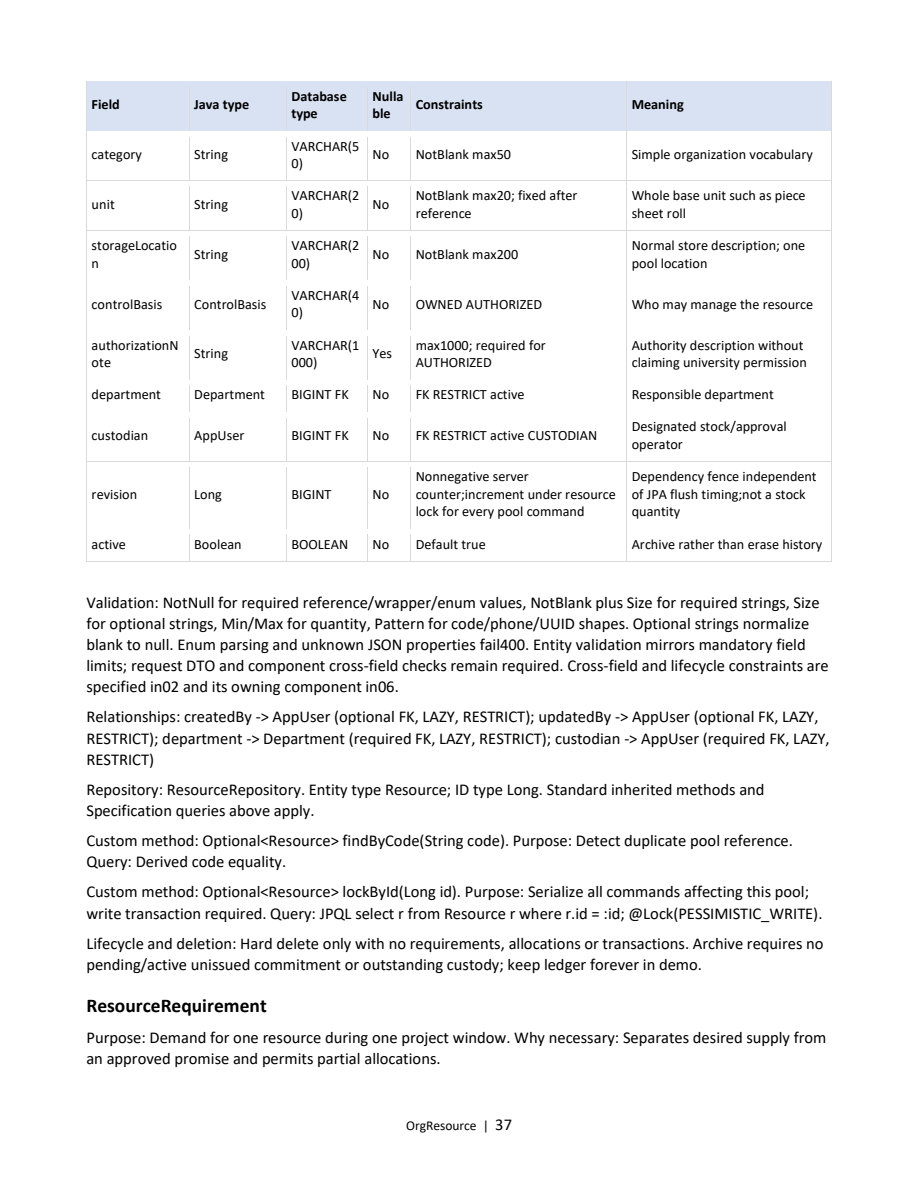 Field Java type Database type Nulla ble Constraints Meaning
category String VARCHAR(5 0) No NotBlank max50 Simple organization vocabulary
unit String VARCHAR(2 0) No NotBlank max20; fixed after reference Whole base unit such as piece sheet roll
storageLocatio n String VARCHAR(2 00) No NotBlank max200 Normal store description; one pool location
controlBasis ControlBasis VARCHAR(4 0) No OWNED AUTHORIZED Who may manage the resource
authorizationN ote String VARCHAR(1 000) Yes max1000; required for AUTHORIZED Authority description without claiming university permission
department Department BIGINT FK No FK RESTRICT active Responsible department
custodian AppUser BIGINT FK No FK RESTRICT active CUSTODIAN Designated stock/approval operator
revision Long BIGINT No Nonnegative server counter;increment under resource lock for every pool command Dependency fence independent of JPA flush timing;not a stock quantity
active Boolean BOOLEAN No Default true Archive rather than erase history
Validation: NotNull for required reference/wrapper/enum values, NotBlank plus Size for required strings, Size
for optional strings, Min/Max for quantity, Pattern for code/phone/UUID shapes. Optional strings normalize
blank to null. Enum parsing and unknown JSON properties fail400. Entity validation mirrors mandatory field
limits; request DTO and component cross-field checks remain required. Cross-field and lifecycle constraints are
specified in02 and its owning component in06.
Relationships: createdBy -> AppUser (optional FK, LAZY, RESTRICT); updatedBy -> AppUser (optional FK, LAZY,
RESTRICT); department -> Department (required FK, LAZY, RESTRICT); custodian -> AppUser (required FK, LAZY,
RESTRICT)
Repository: ResourceRepository. Entity type Resource; ID type Long. Standard inherited methods and
Specification queries above apply.
Custom method: Optional<Resource> findByCode(String code). Purpose: Detect duplicate pool reference.
Query: Derived code equality.
Custom method: Optional<Resource> lockById(Long id). Purpose: Serialize all commands affecting this pool;
write transaction required. Query: JPQL select r from Resource r where r.id = :id; @Lock(PESSIMISTIC_WRITE).
Lifecycle and deletion: Hard delete only with no requirements, allocations or transactions. Archive requires no
pending/active unissued commitment or outstanding custody; keep ledger forever in demo.
ResourceRequirement
Purpose: Demand for one resource during one project window. Why necessary: Separates desired supply from
an approved promise and permits partial allocations.
OrgResource | 37